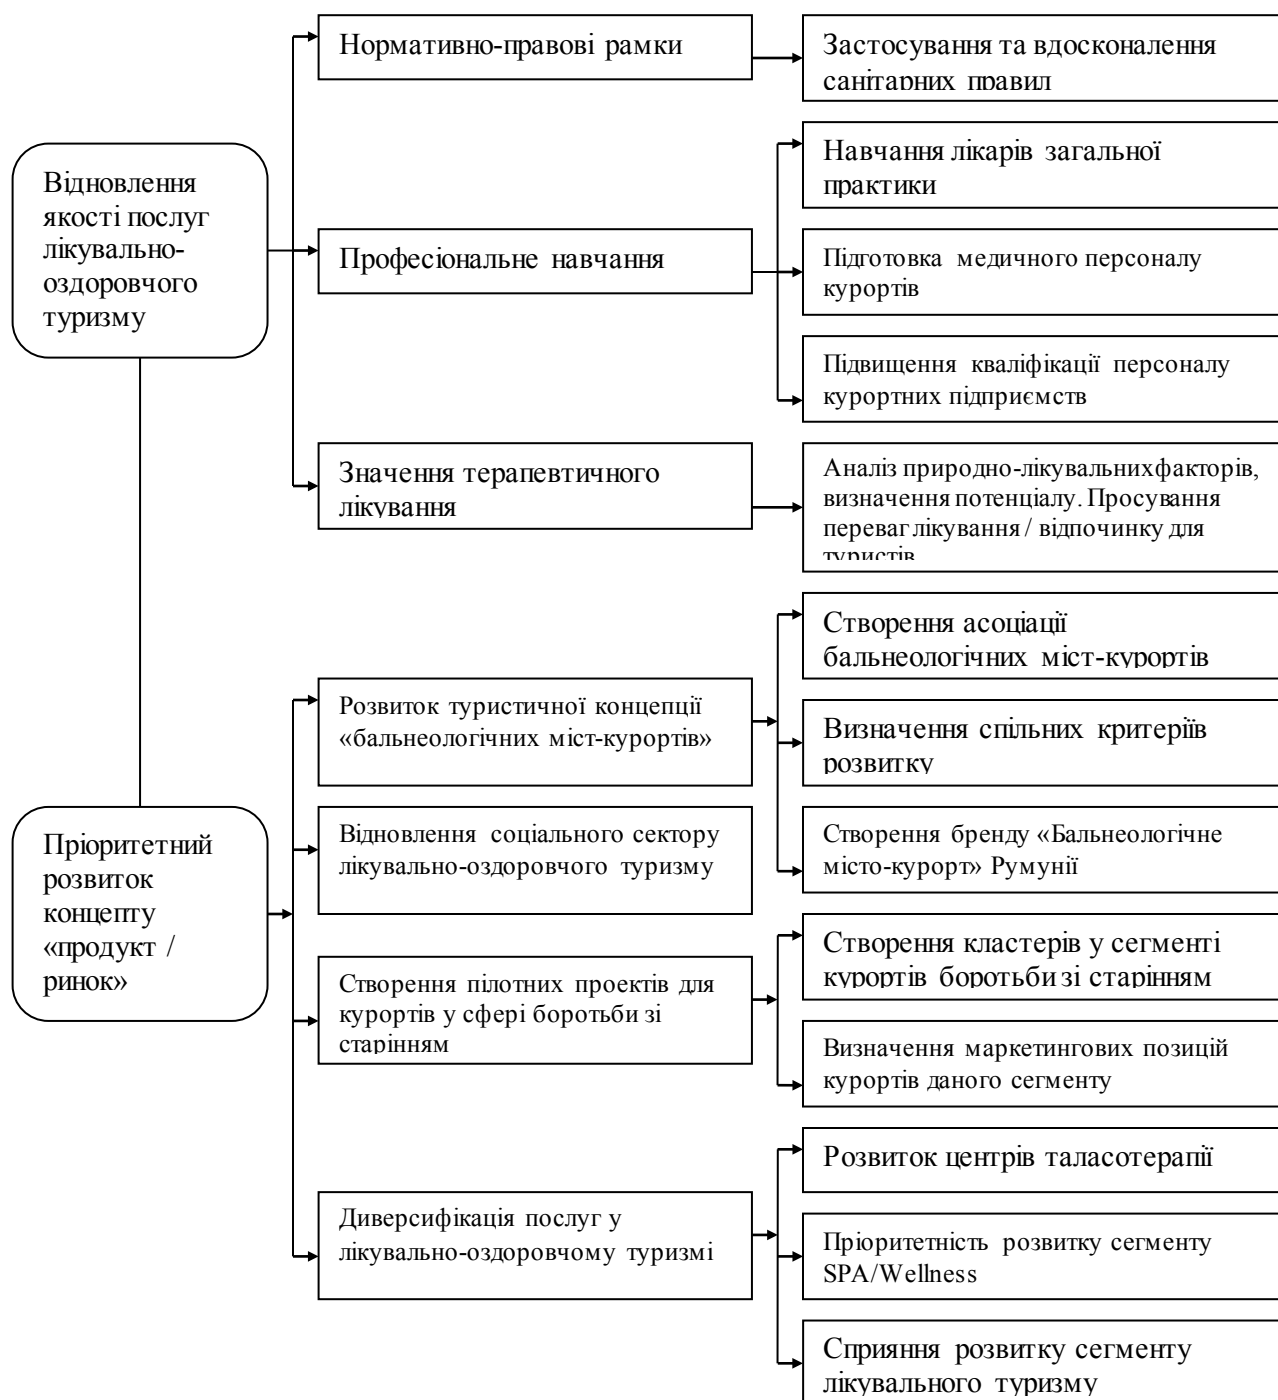 Відновлення
якості послуг
лікувально-
оздоровчого
туризму
Нормативно-правові рамки
Застосування та вдосконалення
санітарних правил
Професіональне навчання
Навчання лікарів загальної
практики
Підготовка медичного персоналу
курортів
Підвищення кваліфікації персоналу
курортних підприємств
Значення терапевтичного
лікування
Аналіз природно-лікувальних факторів,
визначення потенціалу. Просування
переваг лікування / відпочинку для
туристів
Пріоритетний
розвиток
концепту
«продукт /
ринок»
Розвиток туристичної концепції
«бальнеологічних міст-курортів»
Створення асоціації
бальнеологічних міст-курортів
Визначення спільних критеріїв
розвитку
Створення бренду «Бальнеологічне
місто-курорт» Румунії
Відновлення соціального сектору
лікувально-оздоровчого туризму
Створення пілотних проектів для
курортів у сфері боротьби зі
старінням
Створення кластерів у сегменті
курортів боротьби зі старінням
Визначення маркетингових позицій
курортів даного сегменту
Диверсифікація послуг у
лікувально-оздоровчому туризмі
Розвиток центрів таласотерапії
Пріоритетність розвитку сегменту
SPA/Wellness
Сприяння розвитку сегменту
лікувального туризму